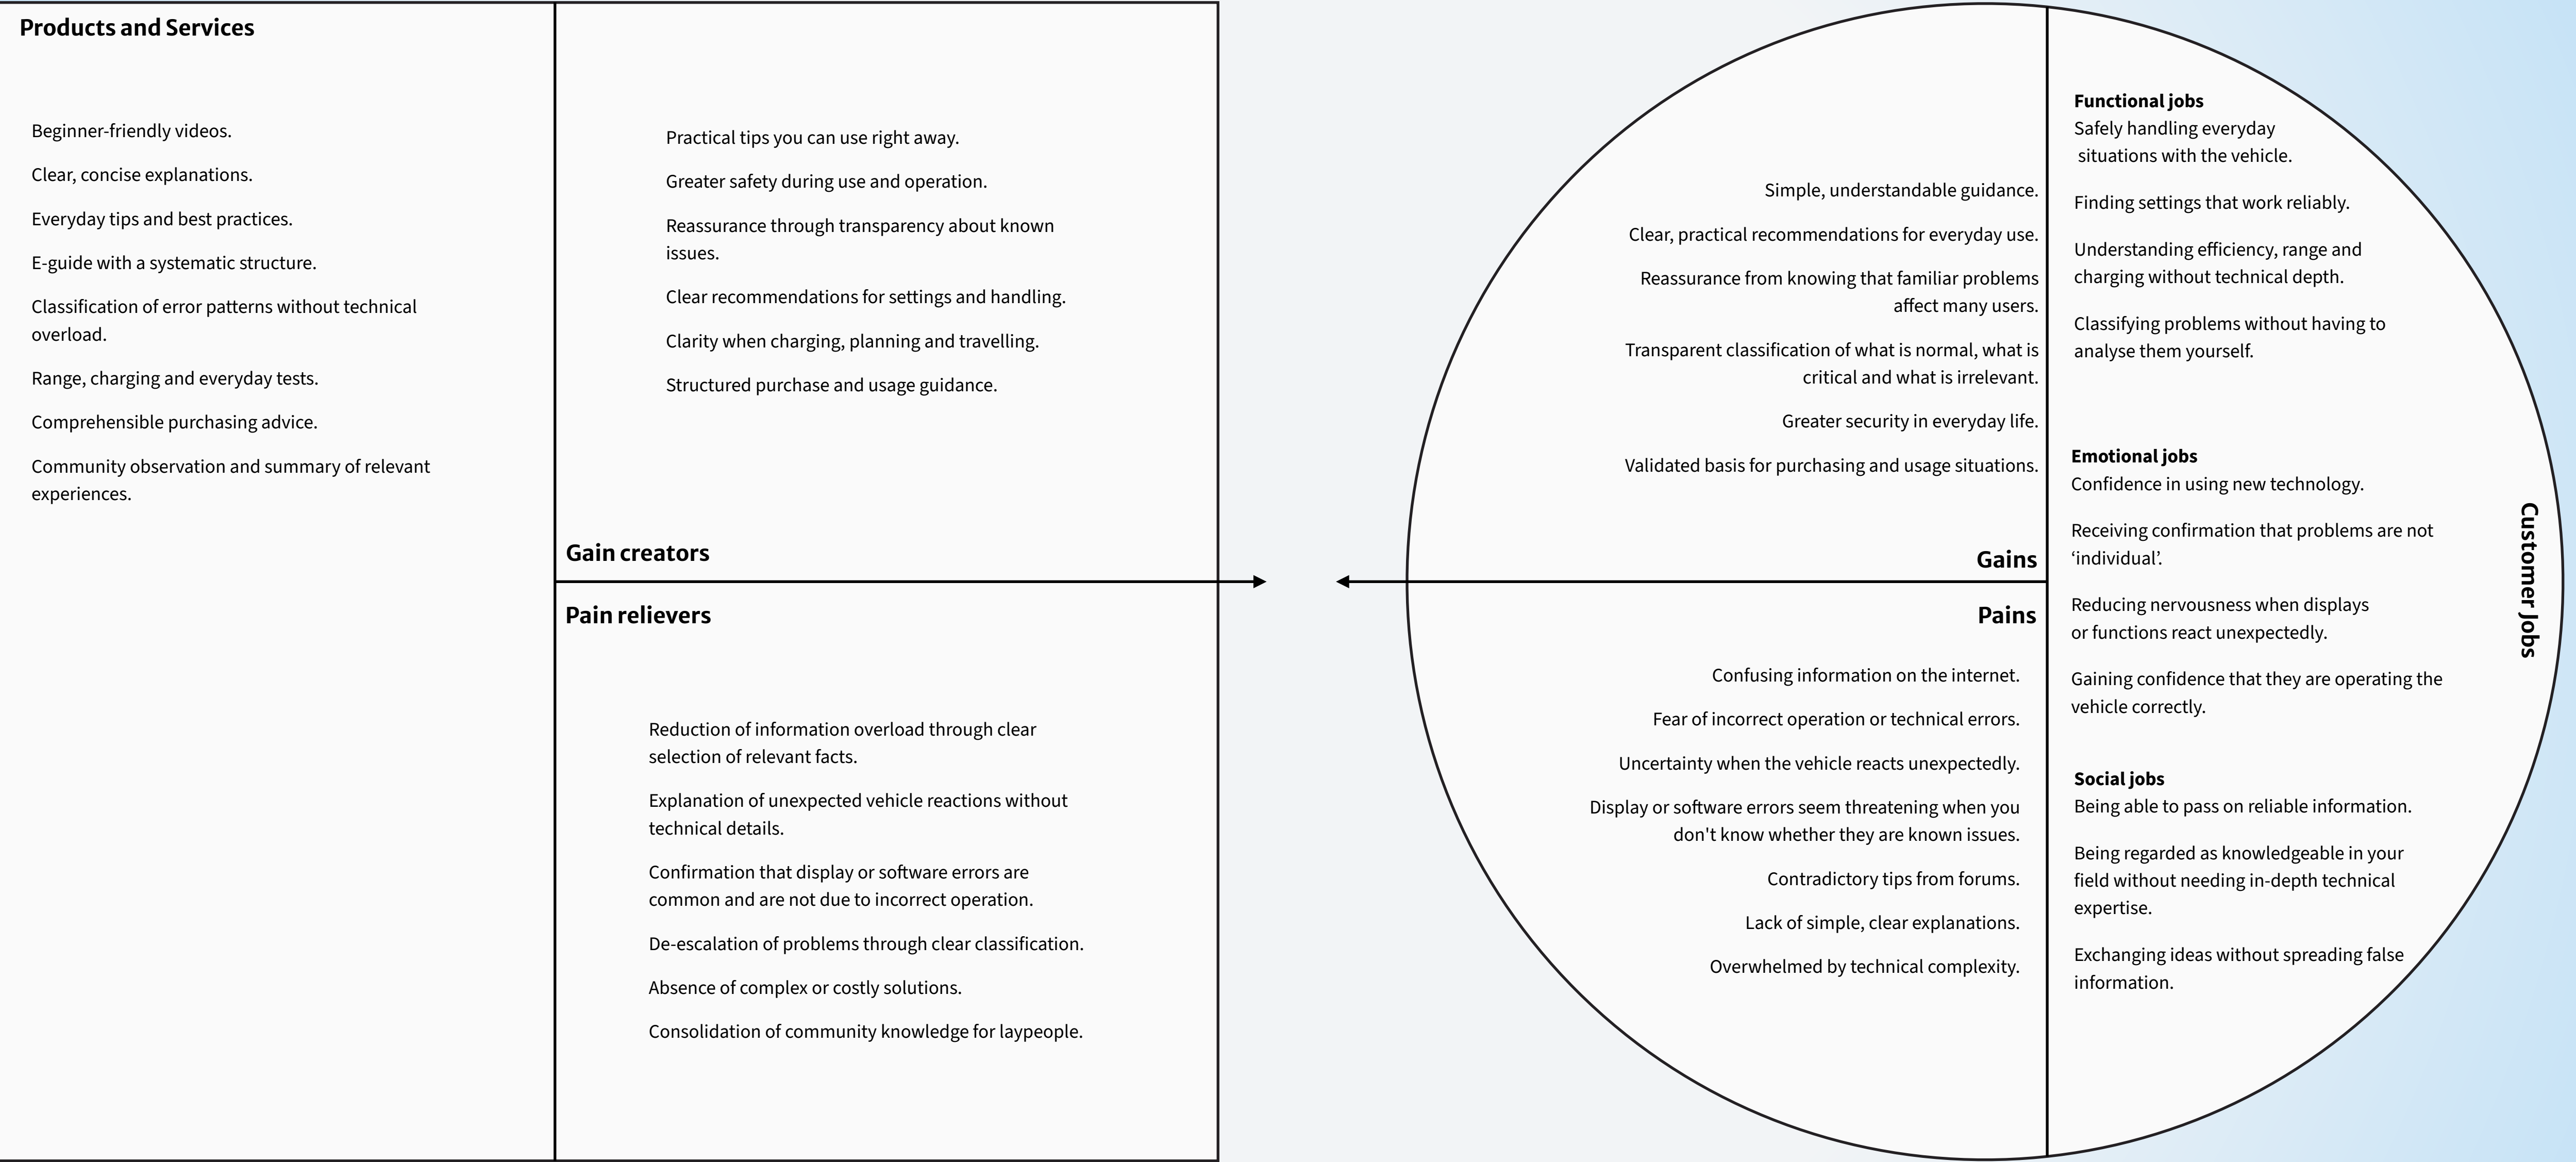 Products and Services
Beginner-friendly videos.
Clear, concise explanations.
Everyday tips and best practices.
E-guide with a systematic structure.
Classification of error patterns without technical
overload.
Range, charging and everyday tests.
Comprehensible purchasing advice.
Community observation and summary of relevant
experiences.
Practical tips you can use right away.
Greater safety during use and operation.
Reassurance through transparency about known
issues.
Clear recommendations for settings and handling.
Clarity when charging, planning and travelling.
Structured purchase and usage guidance.
Gain creators
Pain relievers
Reduction of information overload through clear
selection of relevant facts.
Explanation of unexpected vehicle reactions without
technical details.
Confirmation that display or software errors are
common and are not due to incorrect operation.
De-escalation of problems through clear classification.
Absence of complex or costly solutions.
Consolidation of community knowledge for laypeople.
Simple, understandable guidance.
Clear, practical recommendations for everyday use.
Reassurance from knowing that familiar problems
affect many users.
Transparent classification of what is normal, what is
critical and what is irrelevant.
Greater security in everyday life.
Validated basis for purchasing and usage situations.
Gains
Pains
Confusing information on the internet.
Fear of incorrect operation or technical errors.
Uncertainty when the vehicle reacts unexpectedly.
Display or software errors seem threatening when you
don't know whether they are known issues.
Contradictory tips from forums.
Lack of simple, clear explanations.
Overwhelmed by technical complexity.
Functional jobs
Safely handling everyday
situations with the vehicle.
Finding settings that work reliably.
Understanding efficiency, range and
charging without technical depth.
Classifying problems without having to
analyse them yourself.
Emotional jobs
Confidence in using new technology.
Receiving confirmation that problems are not
‘individual’.
Reducing nervousness when displays
or functions react unexpectedly.
Gaining confidence that they are operating the
vehicle correctly.
Social jobs
Being able to pass on reliable information.
Being regarded as knowledgeable in your
field without needing in-depth technical
expertise.
Exchanging ideas without spreading false
information.
Customer Jobs